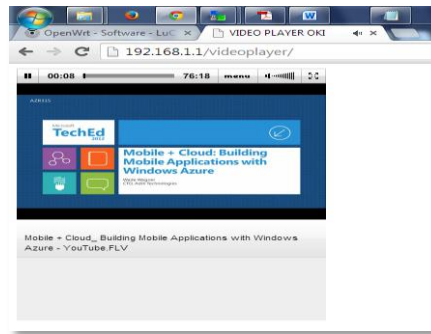 OpenWrt - Software - LuC
VIDEO PLAYER OKI
192.168.1.1/videoplayer/
00:08
76:18
menu
TechEd
Mobile + Cloud: Building
Mobile Applications with
Windows Azure
Mobile + Cloud_ Building Mobile Applications with Windows
Azure - YouTube.FLV